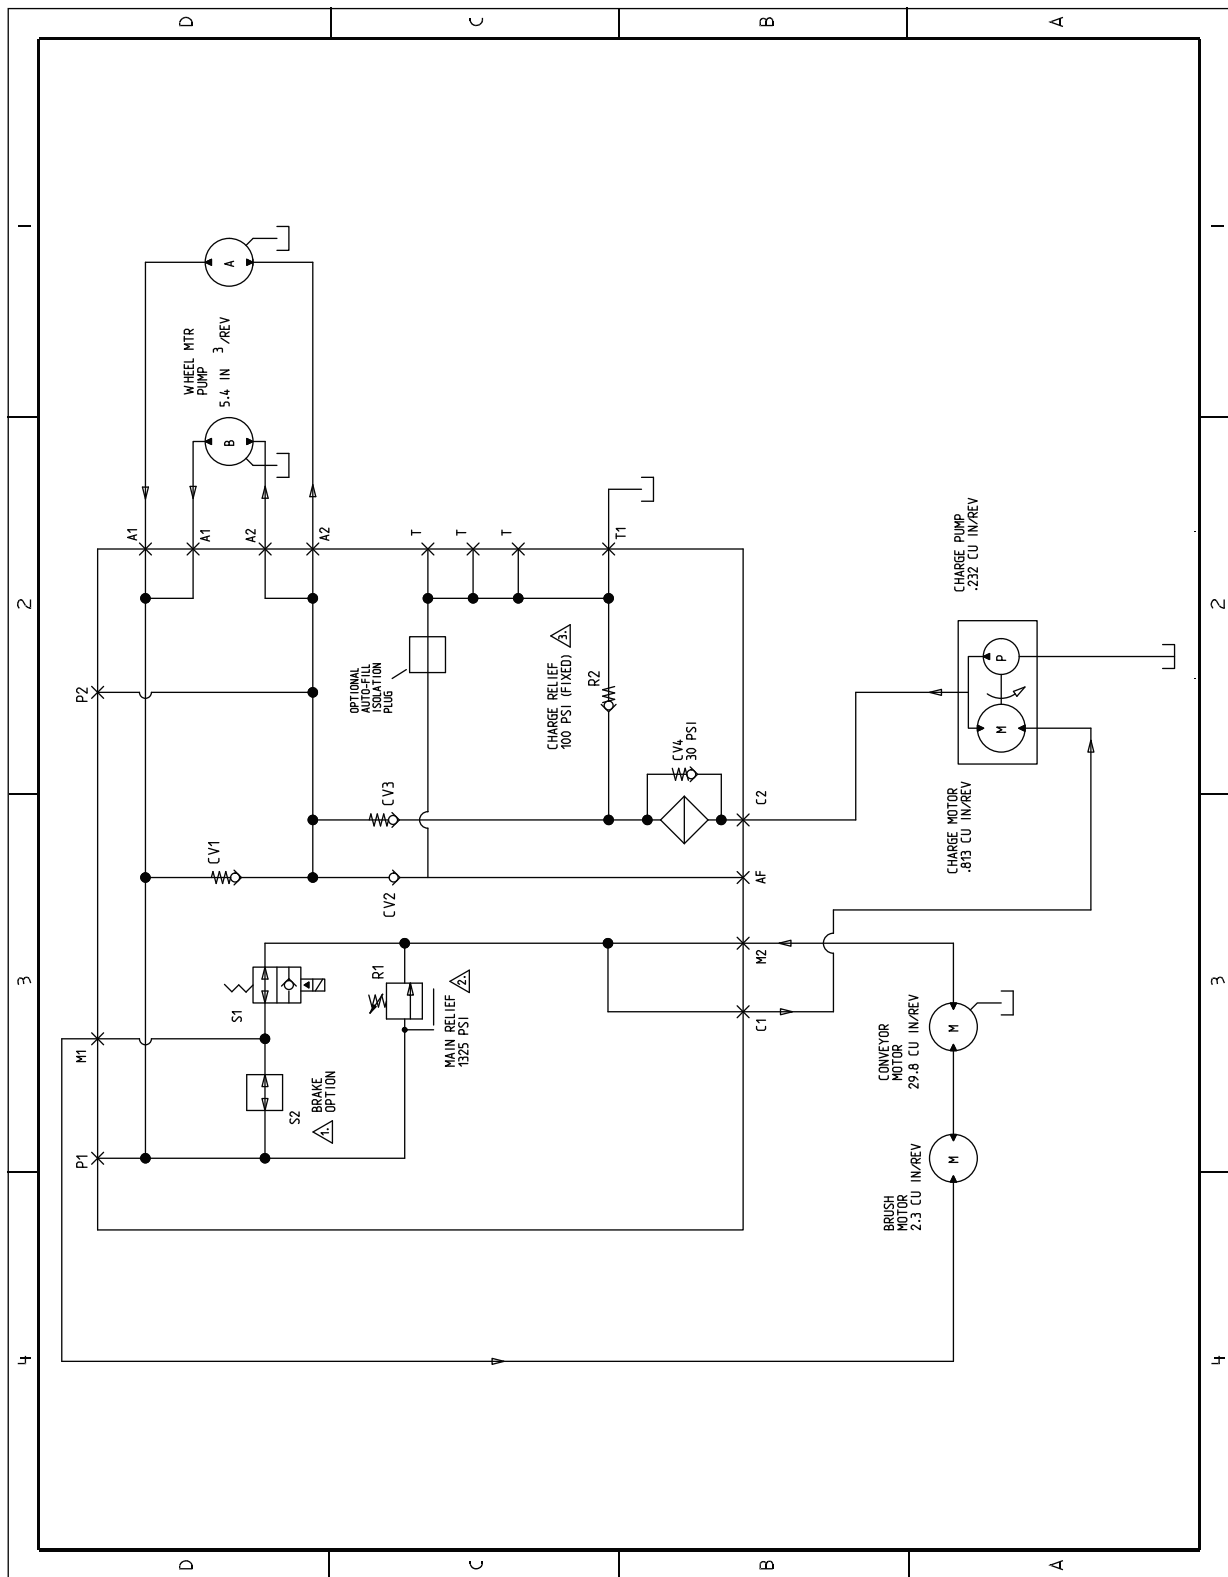 D
C
B
A
1
1
2
2
3
3
4
4
D
C
B
A
WHEEL MTR
PUMP
5.4 IN 3 /REV
A
B
A1
A1
A2
A2
T
T
T
T1
P2
OPTIONAL
AUTO-FILL
ISOLATION
PLUG
CHARGE RELIEF
100 PSI (FIXED)
3.
R2
CV4
30 PSI
CV3
CV1
CV2
C2
AF
M2
C1
CHARGE PUMP
.232 CU IN/REV
P
M
CHARGE MOTOR
.813 CU IN/REV
S1
R1
2.
MAIN RELIEF
1325 PSI
M1
P1
S2
BRAKE
OPTION
1.
CONVEYOR
MOTOR
29.8 CU IN/REV
M
BRUSH
MOTOR
2.3 CU IN/REV
M